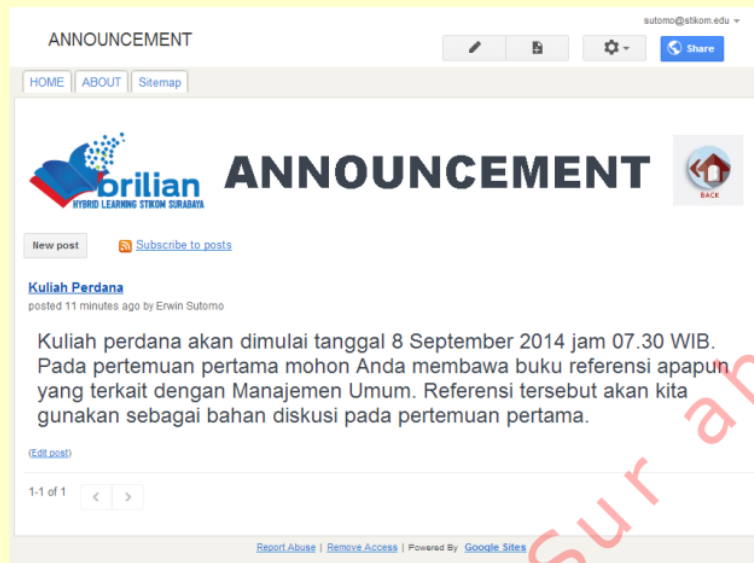 sutomo@stikom.edu
ANNOUNCEMENT
Share
HOME ABOUT Sitemap
brilian
HYBRID LEARNING STIKOM SURABAYA
ANNOUNCEMENT
BACK
New post Subscribe to posts
Kuliah Perdana
posted 11 minutes ago by Erwin Sutomo
Kuliah perdana akan dimulai tanggal 8 September 2014 jam 07.30 WIB.
Pada pertemuan pertama mohon Anda membawa buku referensi apapun
yang terkait dengan Manajemen Umum. Referensi tersebut akan kita
gunakan sebagai bahan diskusi pada pertemuan pertama.
(Edit post)
1-1 of 1
Report Abuse | Remove Access | Powered By Google Sites